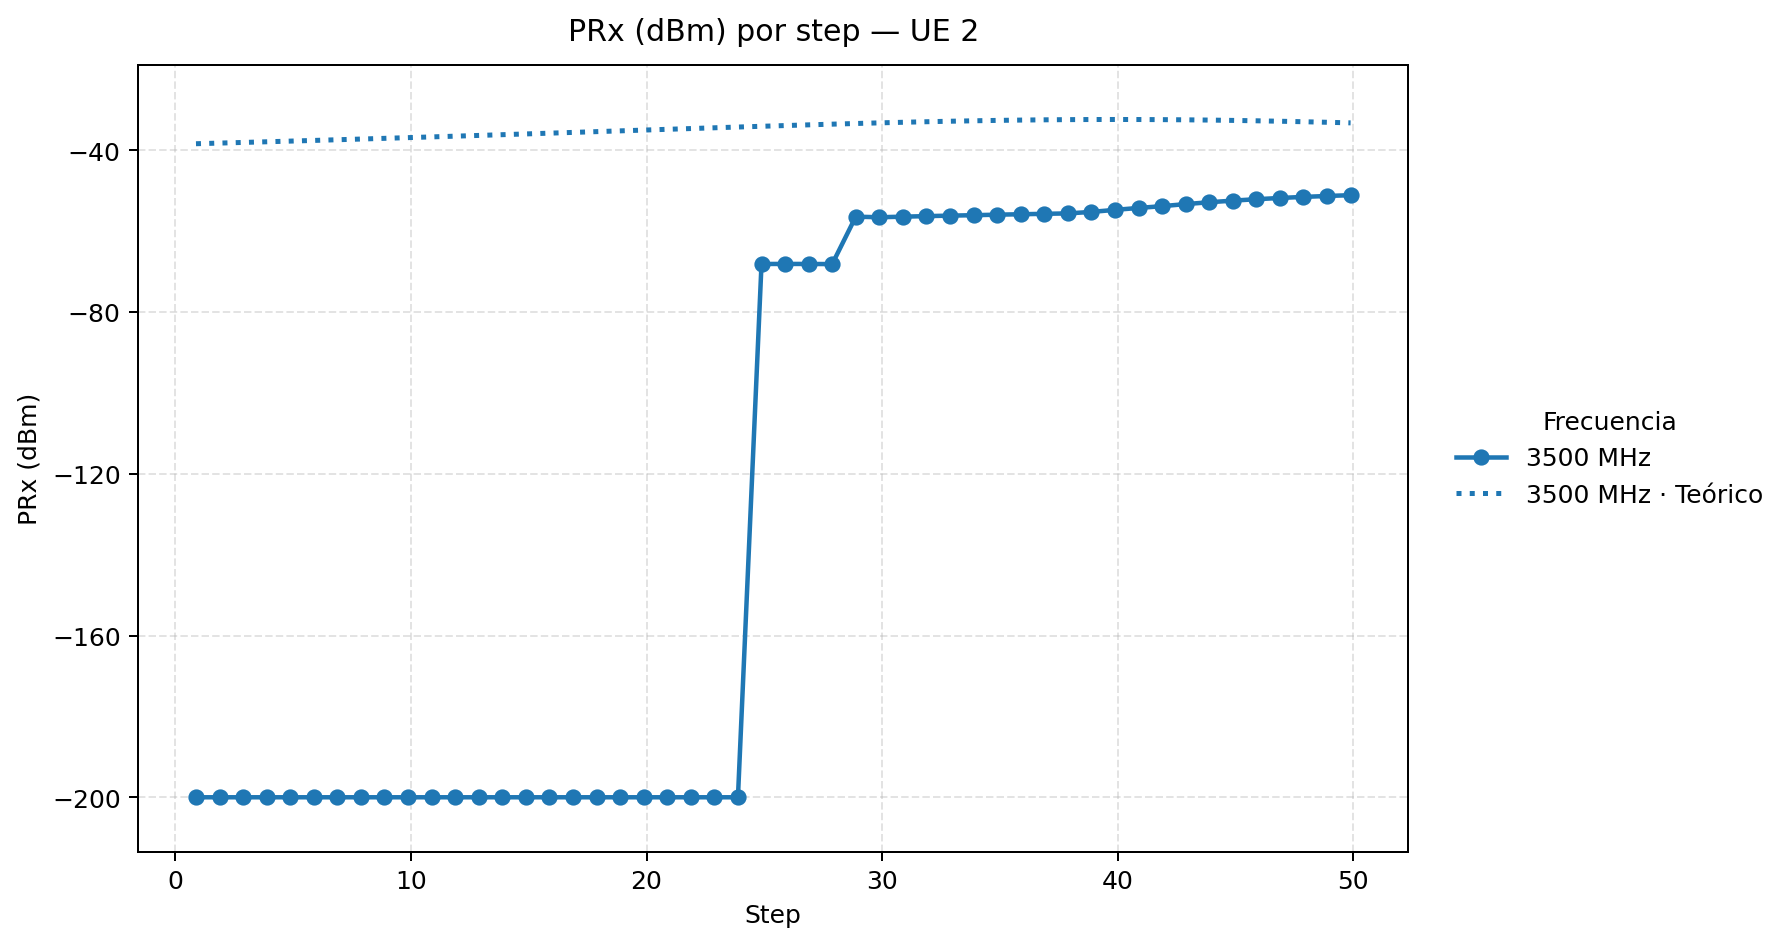 PRx (dBm) por step — UE 2
PRx (dBm)
−40
−80
−120
−160
−200
0 10 20 30 40 50
Step
Frecuencia
3500 MHz
3500 MHz · Teórico